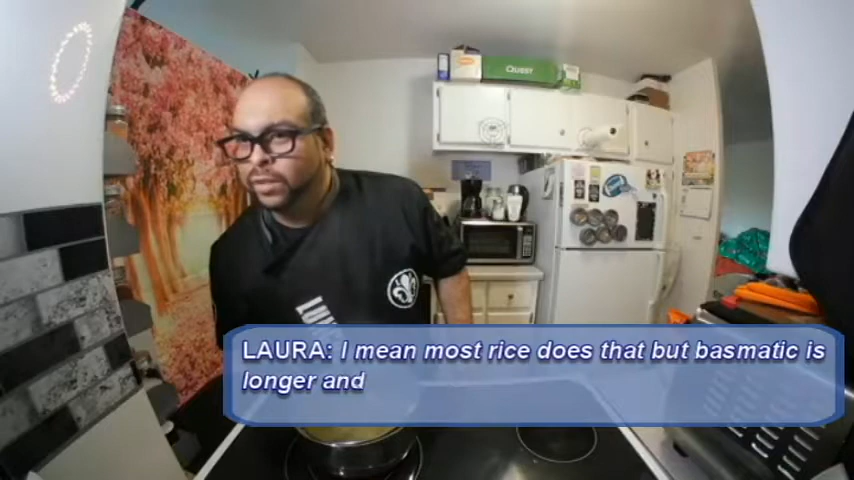 QUEST
LAURA: I mean most rice does that but basmatic is
longer and